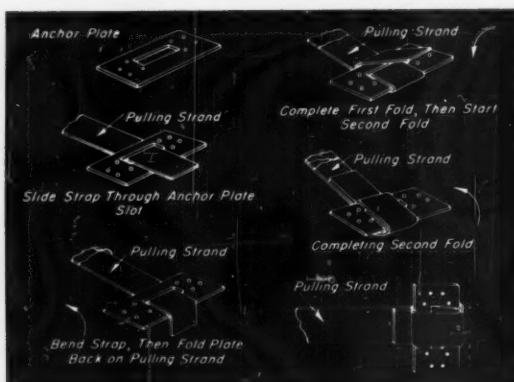 Anchor Plate
Pulling Strand
Slide Strap Through Anchor Plate
Slot
Pulling Strand
Bend Strap, Then Fold Plate
Back on Pulling Strand
Pulling Strand
Complete First Fold, Then Start
Second Fold
Pulling Strand
Completing Second Fold
Pulling Strand